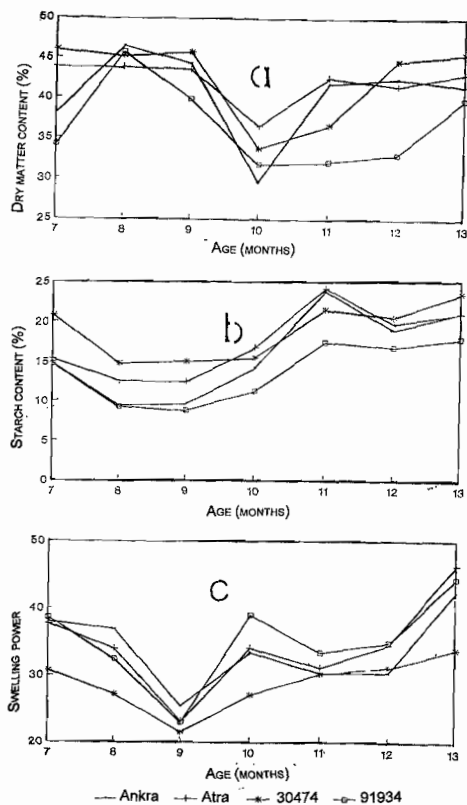 50
45
40
35
30
25
DRY MATTER CONTENT (%)
a
7 8 9 10 11 12 13
AGE (MONTHS)
25
20
15
10
5
0
STARCH CONTENT (%)
b
7 8 9 10 11 12 13
AGE (MONTHS)
50
40
30
20
SWELLING POWER
C
7 8 9 10 11 12 13
AGE (MONTHS)
Ankra Atra 30474 91934